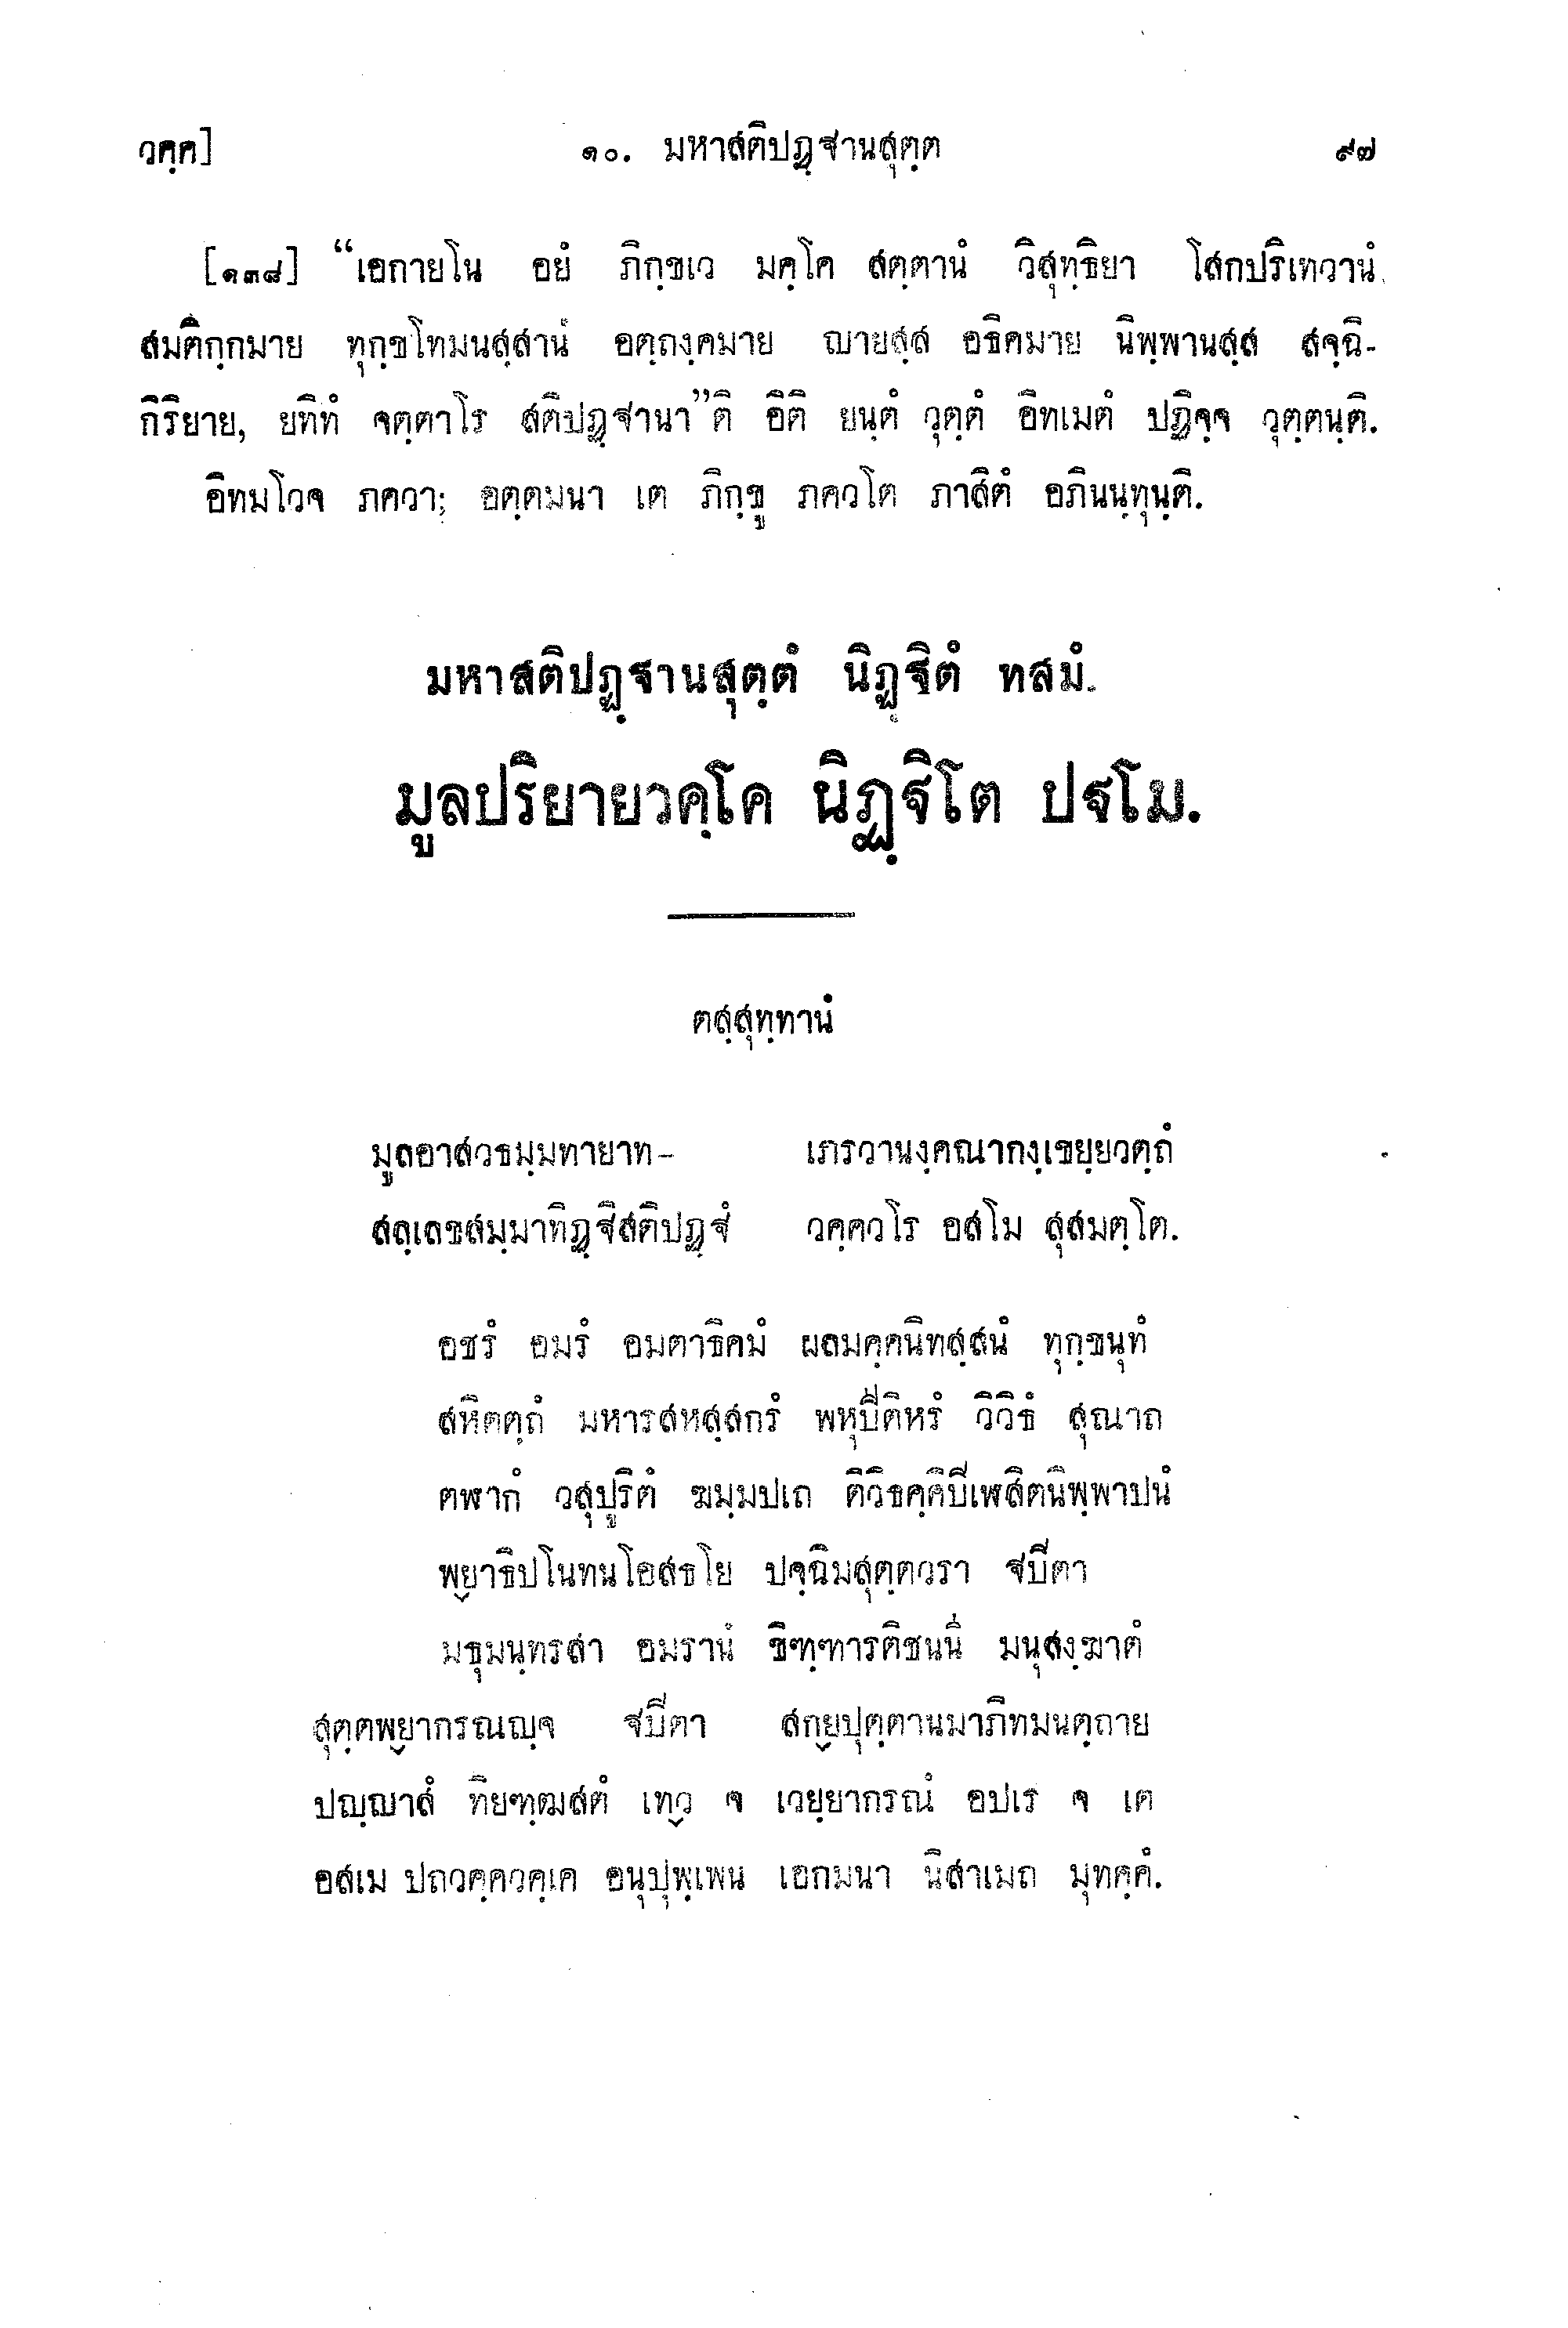 วคฺค]
๑๐. มหาสติปฏฺฐานสุตฺต
๙๗
[๑๓๘] “เอกายโน อยํ ภิกฺขเว มคฺโค สตฺตานํ วิสุทฺธิยา โสกปริเทวานํ
สมติกฺกมาย ทุกฺขโทมนสฺสานํ อตฺถงฺคมาย ญายสฺส อธิคมาย นิพฺพานสฺส สจฺฉิ-
กิริยาย, ยทิทํ จตฺตาโร สติปฏฺฐานา”ติ อิติ ยนฺตํ วุตฺตํ อิทเมตํ ปฏิจฺจ วุตฺตนฺติ.
อิทมโวจ ภควา; อตฺตมนา เต ภิกฺขู ภควโต ภาสิตํ อภินนฺทุนฺติ.
มหาสติปฏฺฐานสุตฺตํ นิฏฺฐิตํ ทสมํ.
มูลปริยายวคฺโค นิฏฺฐิโต ปฐโม.
ตสฺสุทฺทานํ
มูลอาสวธมฺมทายาท- เภรวานงฺคณากงฺเขยฺยวตฺถํ
สลฺเลขสมฺมาทิฏฺฐิสติปฏฺฐํ วคฺควโร อสโม สุสมตฺโต.
อชรํ อมรํ อมตาธิคมํ ผลมคฺคนิทสฺสนํ ทุกฺขนุทํ
สหิตตฺถํ มหารสหสฺสกรํ พหุปีติหรํ วิวิธํ สุณาถ
ตฬากํ วสุปูริตํ ฆมฺมปเถ ติวิธคฺคิปีเฬสิตนิพฺพาปนํ
พฺยาธิปโนทนโอสธโย ปจฺฉิมสุตฺตวรา ฐปีตา
มธุมนฺทรสา อมรานํ ขิฑฺฑารติชนนึ มนุสงฺฆาตํ
สุตฺตพฺยากรณญฺจ ฐปีตา สกฺยปุตฺตานมาภิทมนตฺถาย
ปญฺญาสํ ทิยฑฺฒสตํ เทฺว จ เวยฺยากรณํ อปเร จ เต
อสเม ปถวคฺควคฺเค อนุปุพฺเพน เอกมนา นิสาเมถ มุทคฺคํ.